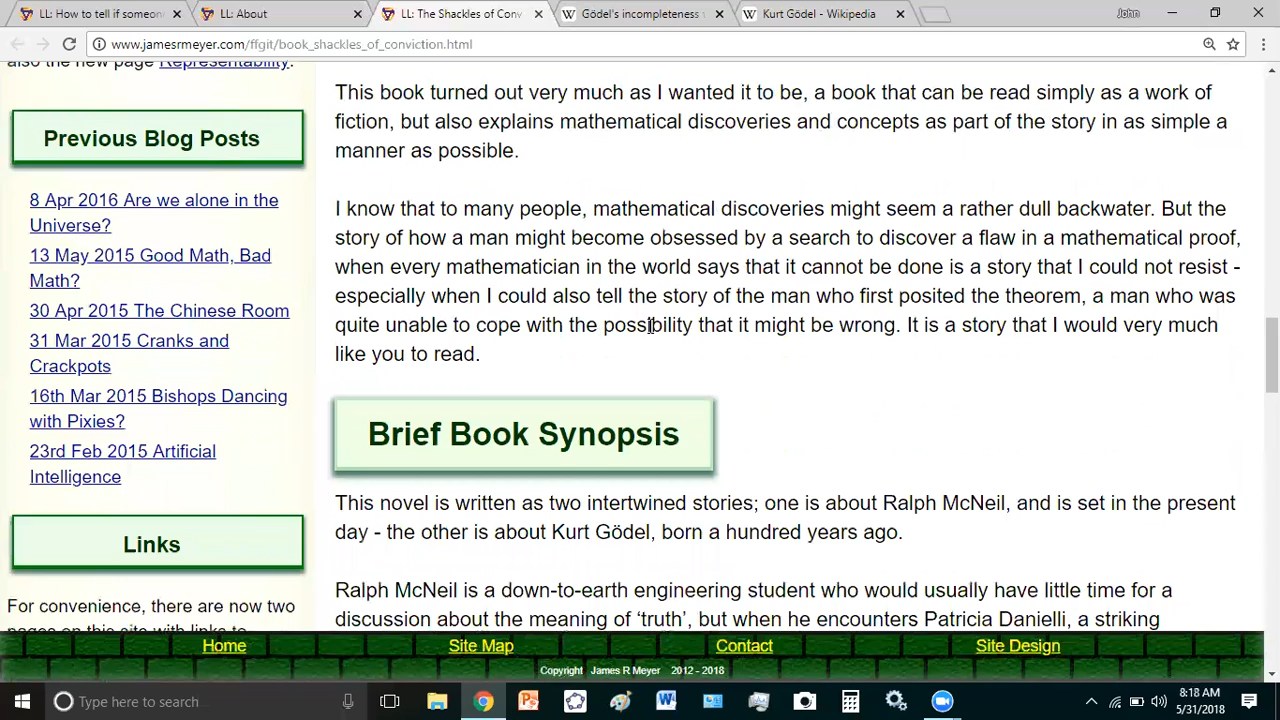 LL: How to tell if someon
LL: About
LL: The Shackles of Conv
Gödel's incompleteness
Kurt Gödel - Wikipedia
John
www.jamesrmeyer.com/ffgit/book_shackles_of_conviction.html
also the new page Representability.
Previous Blog Posts
8 Apr 2016 Are we alone in the
Universe?
13 May 2015 Good Math, Bad
Math?
30 Apr 2015 The Chinese Room
31 Mar 2015 Cranks and
Crackpots
16th Mar 2015 Bishops Dancing
with Pixies?
23rd Feb 2015 Artificial
Intelligence
Links
For convenience, there are now two
pages on this site with links to
This book turned out very much as I wanted it to be, a book that can be read simply as a work of
fiction, but also explains mathematical discoveries and concepts as part of the story in as simple a
manner as possible.
I know that to many people, mathematical discoveries might seem a rather dull backwater. But the
story of how a man might become obsessed by a search to discover a flaw in a mathematical proof,
when every mathematician in the world says that it cannot be done is a story that I could not resist -
especially when I could also tell the story of the man who first posited the theorem, a man who was
quite unable to cope with the possibility that it might be wrong. It is a story that I would very much
like you to read.
Brief Book Synopsis
This novel is written as two intertwined stories; one is about Ralph McNeil, and is set in the present
day - the other is about Kurt Gödel, born a hundred years ago.
Ralph McNeil is a down-to-earth engineering student who would usually have little time for a
discussion about the meaning of ‘truth’, but when he encounters Patricia Danielli, a striking
Home
Site Map
Contact
Site Design
Copyright James R Meyer 2012 - 2018
Type here to search
8:18 AM
5/31/2018